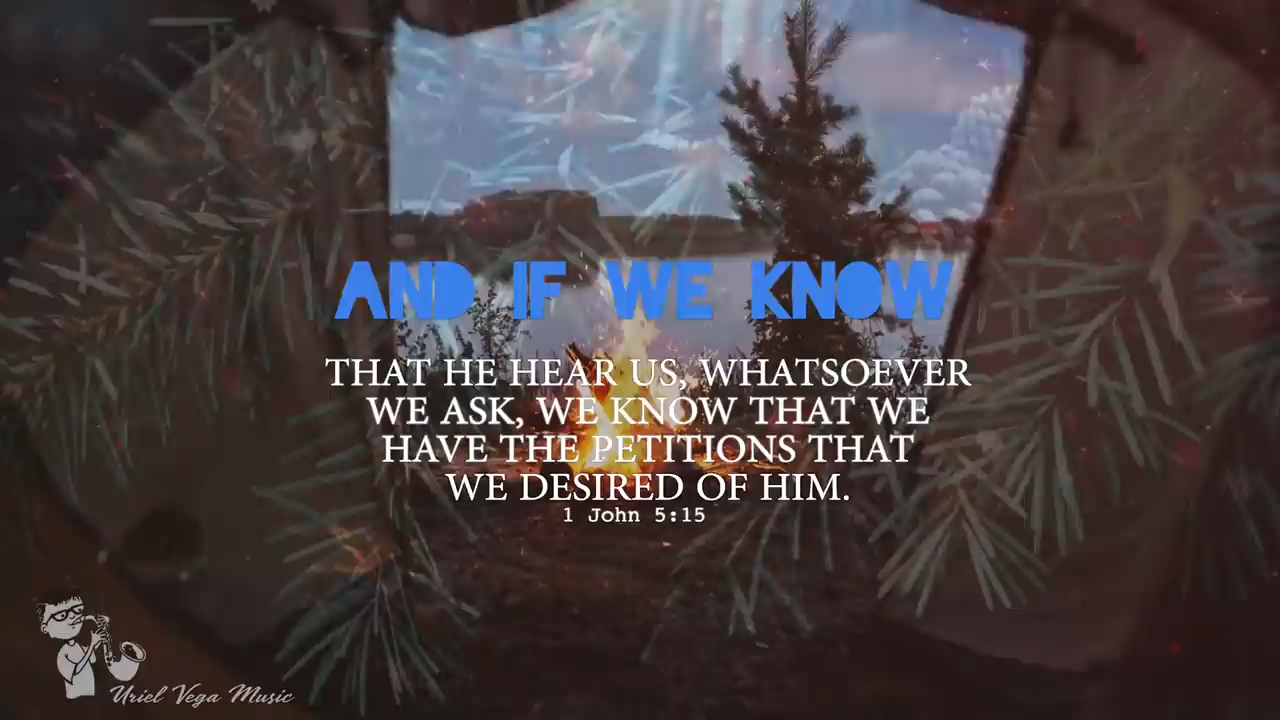 AND IF WE KNOW
THAT HE HEAR US, WHATSOEVER
WE ASK, WE KNOW THAT WE
HAVE THE PETITIONS THAT
WE DESIRED OF HIM.
1 John 5:15
Uriel Vega Music